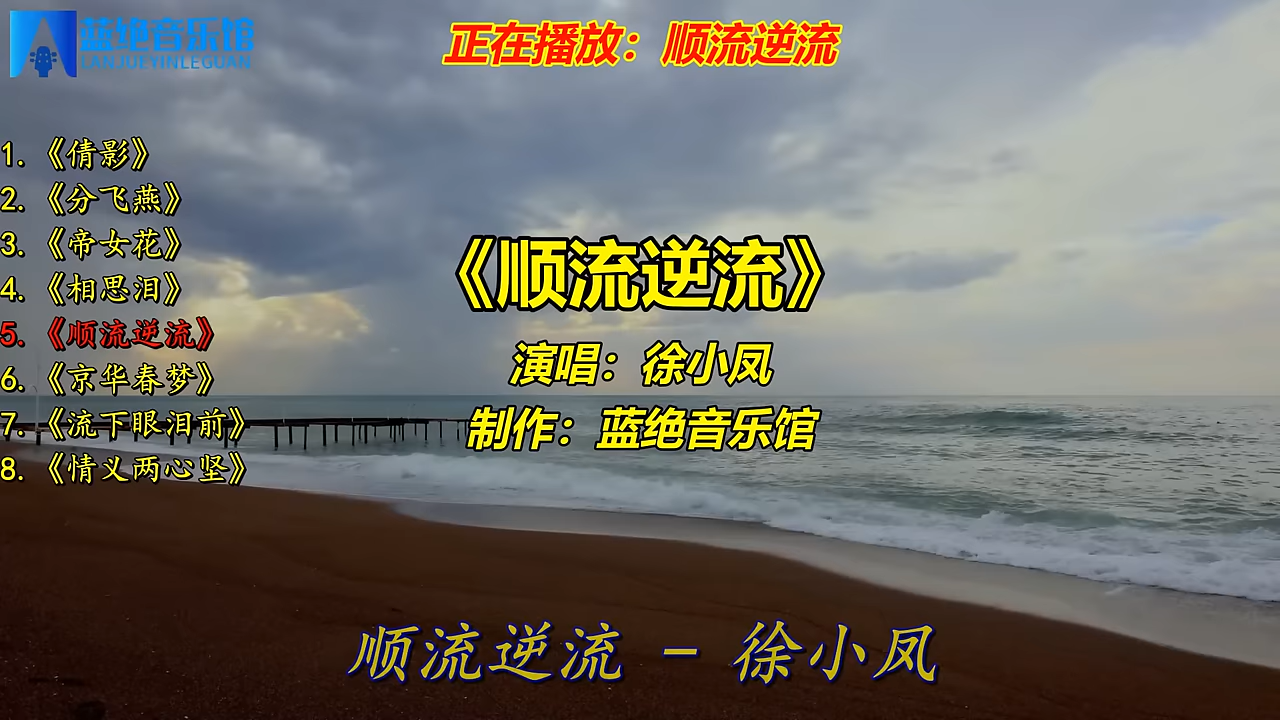 蓝绝音乐馆
LANJUEYINLEGUAN
正在播放：顺流逆流
1.《倩影》
2.《分飞燕》
3.《帝女花》
4.《相思泪》
5.《顺流逆流》
6.《京华春梦》
7.《流下眼泪前》
8.《情义两心坚》
《顺流逆流》
演唱：徐小凤
制作：蓝绝音乐馆
顺流逆流 - 徐小凤